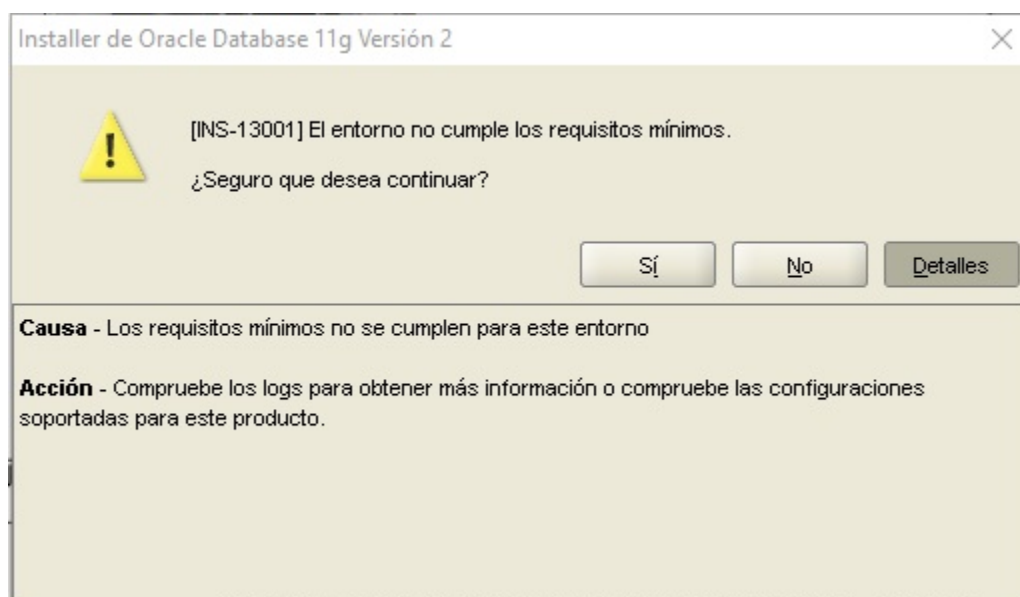 Installer de Oracle Database 11g Versión 2
[INS-13001] El entorno no cumple los requisitos mínimos.
¿Seguro que desea continuar?
Sí
No
Detalles
Causa - Los requisitos mínimos no se cumplen para este entorno
Acción - Compruebe los logs para obtener más información o compruebe las configuraciones
soportadas para este producto.